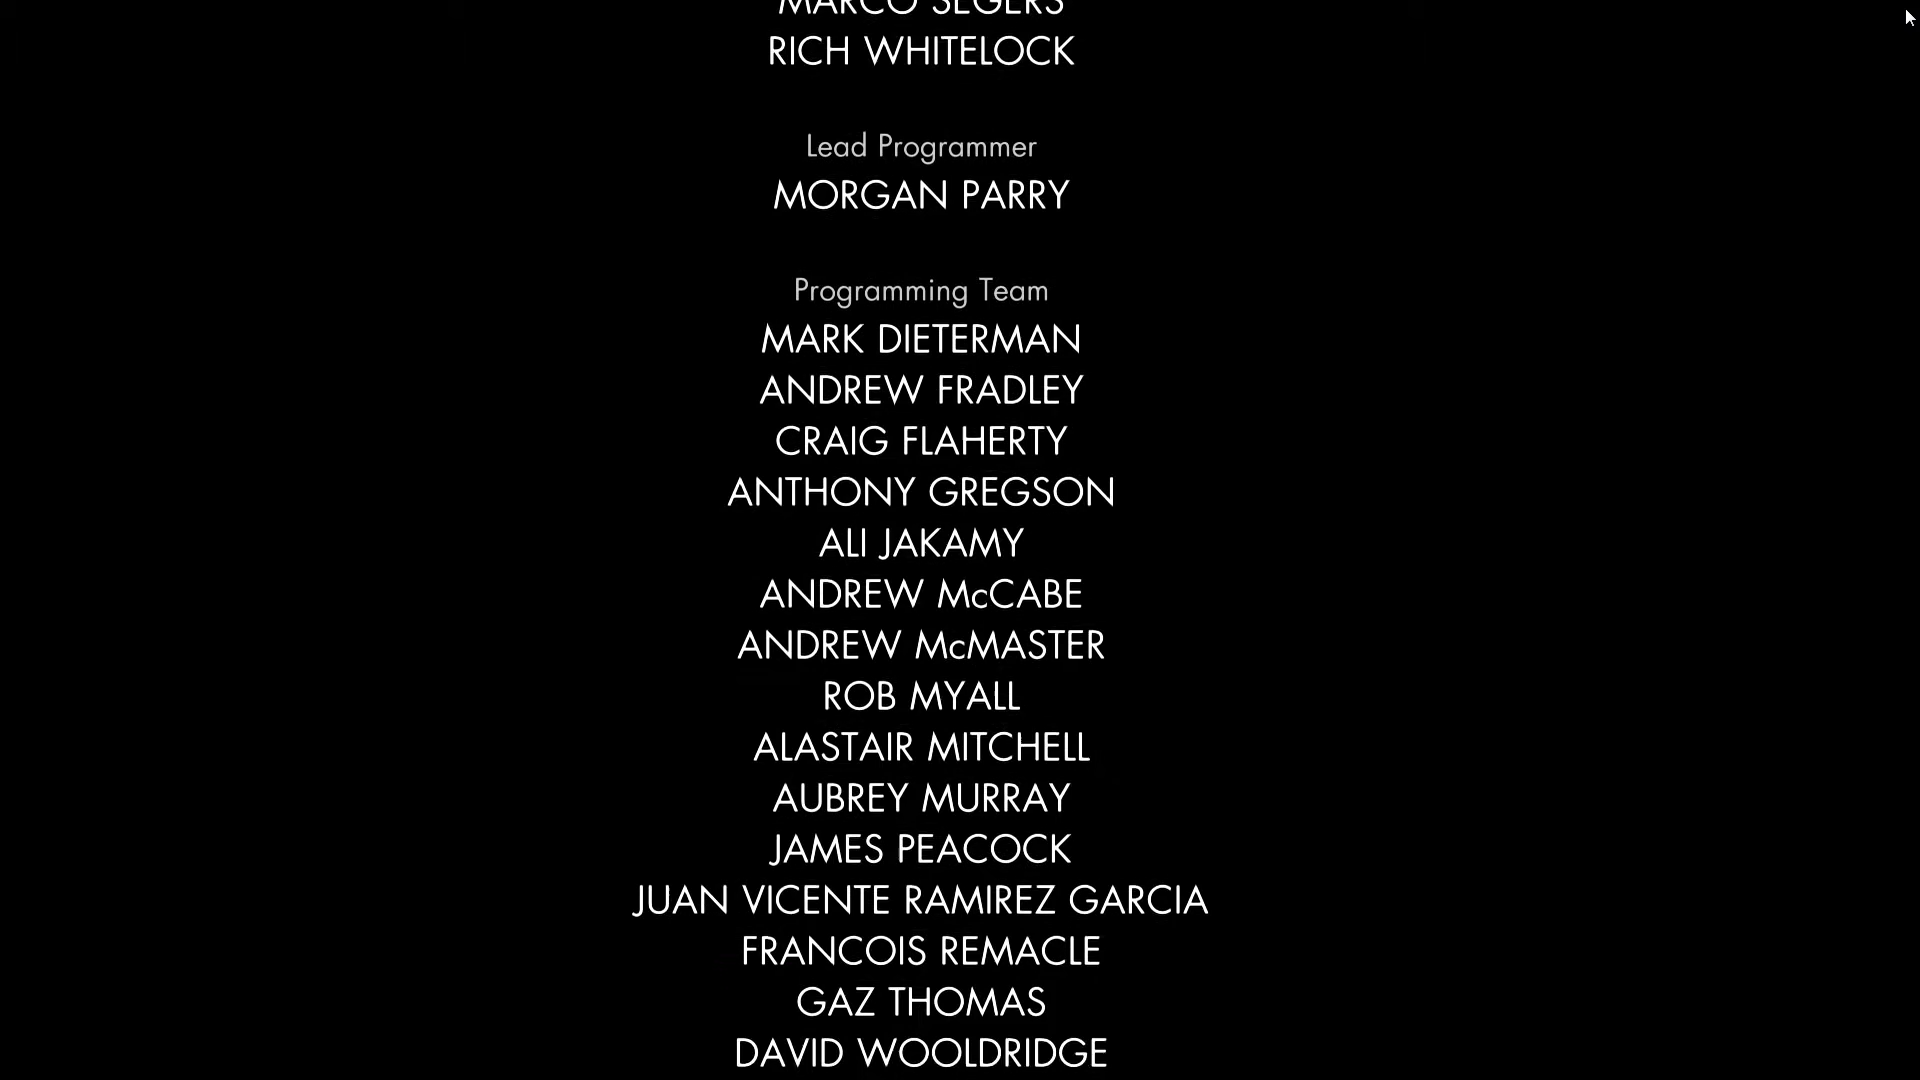 MARCO SEGERS
RICH WHITELOCK
Lead Programmer
MORGAN PARRY
Programming Team
MARK DIETERMAN
ANDREW FRADLEY
CRAIG FLAHERTY
ANTHONY GREGSON
ALI JAKAMY
ANDREW McCABE
ANDREW McMASTER
ROB MYALL
ALASTAIR MITCHELL
AUBREY MURRAY
JAMES PEACOCK
JUAN VICENTE RAMIREZ GARCIA
FRANCOIS REMACLE
GAZ THOMAS
DAVID WOOLDRIDGE